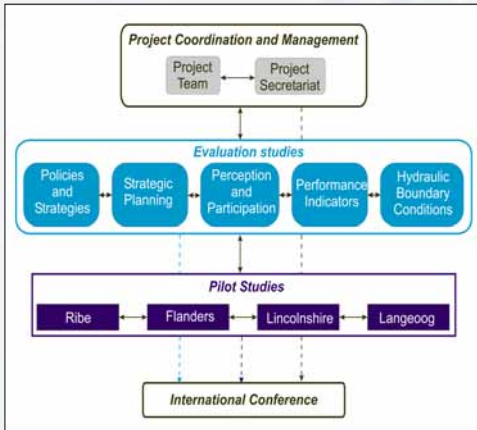 Project Coordination and Management
Project
Team
Project
Secretariat
Evaluation studies
Policies
and
Strategies
Strategic
Planning
Perception
and
Participation
Performance
Indicators
Hydraulic
Boundary
Conditions
Pilot Studies
Ribe
Flanders
Lincolnshire
Langeoog
International Conference